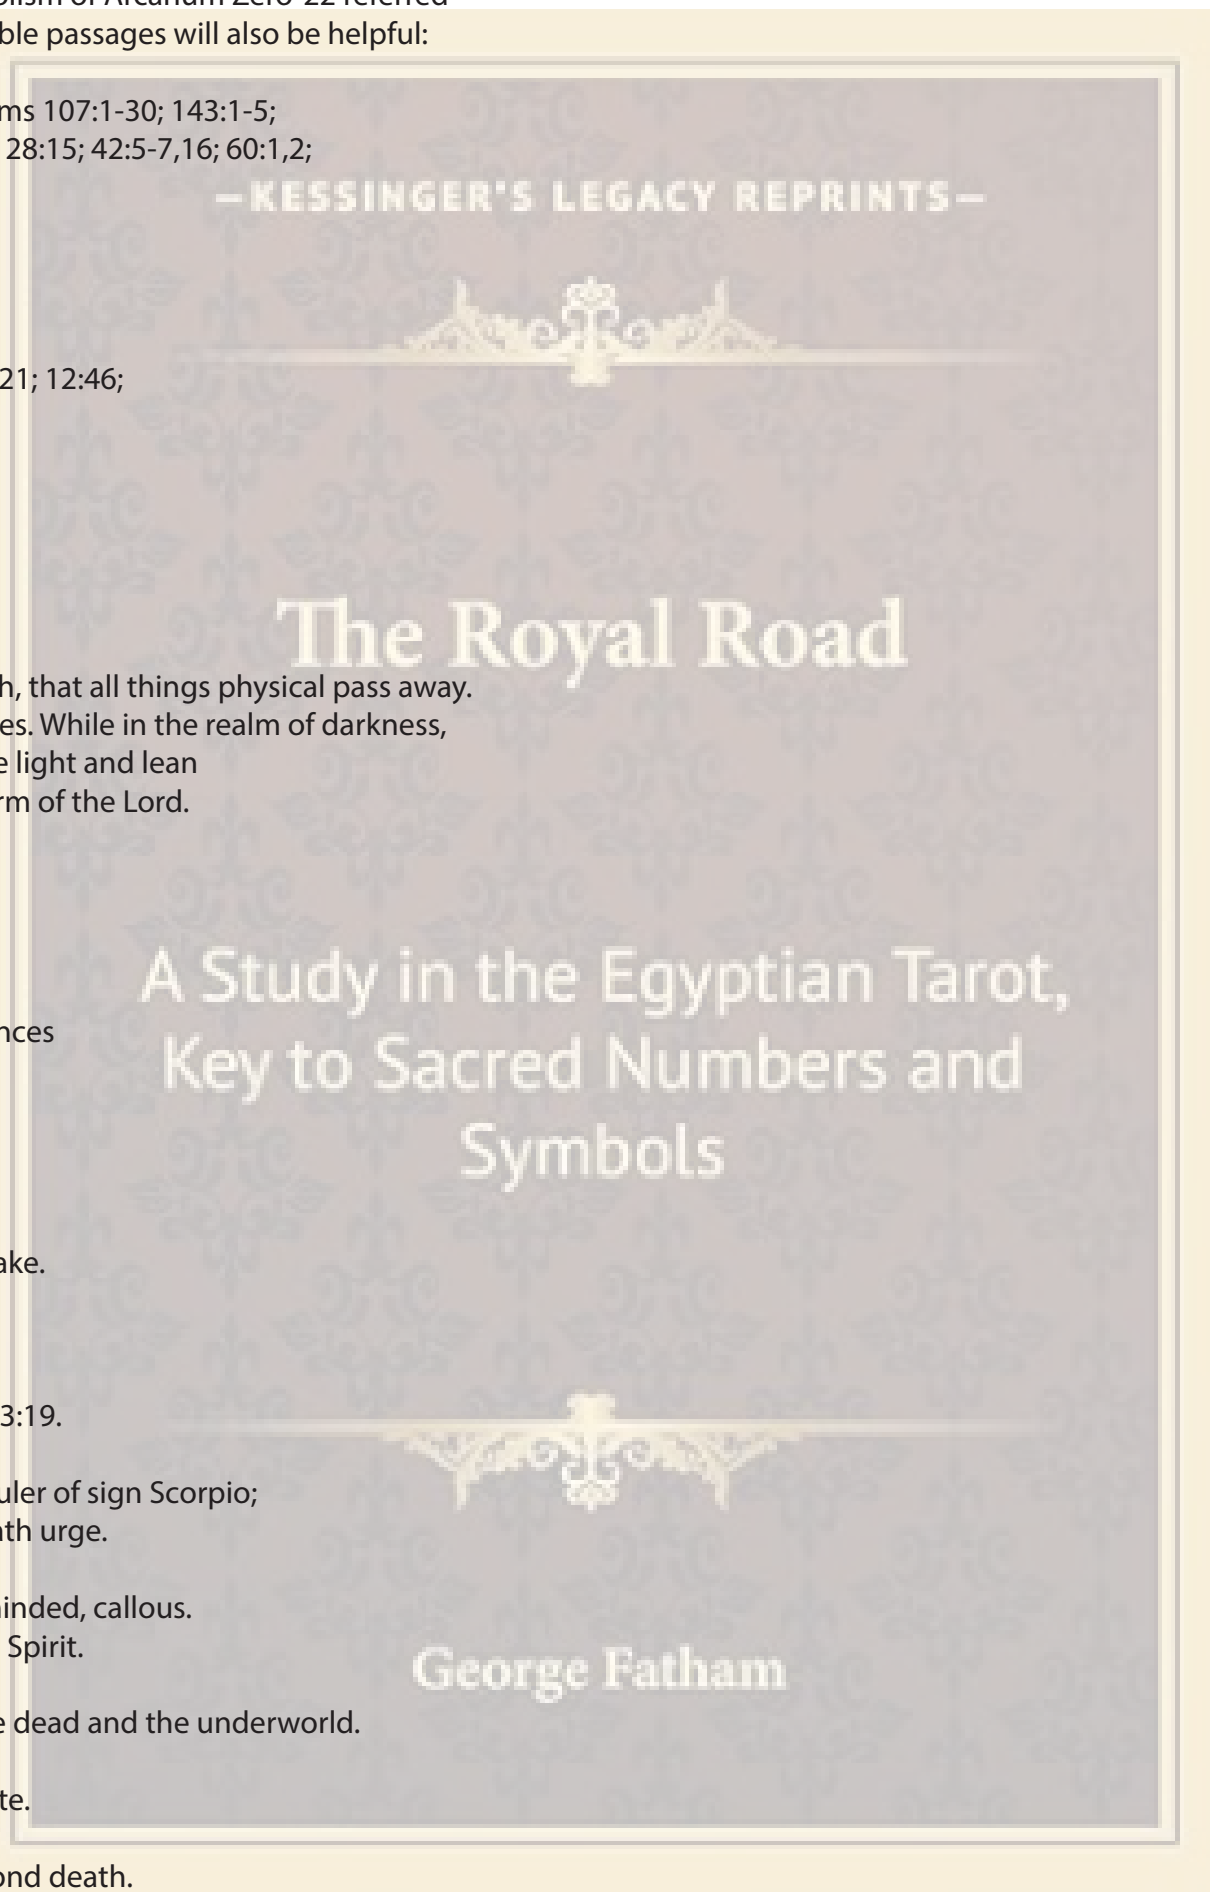 ble passages will also be helpful:
ms 107:1-30; 143:1-5;
28:15; 42:5-7,16; 60:1,2;
—KESSINGER'S LEGACY REPRINTS—
21; 12:46;
The Royal Road
h, that all things physical pass away.
es. While in the realm of darkness,
e light and lean
rm of the Lord.
A Study in the Egyptian Tarot,
nces
Key to Sacred Numbers and
Symbols
ake.
3:19.
uler of sign Scorpio;
ath urge.
inded, callous.
Spirit.
George Fatham
e dead and the underworld.
te.
ond death.